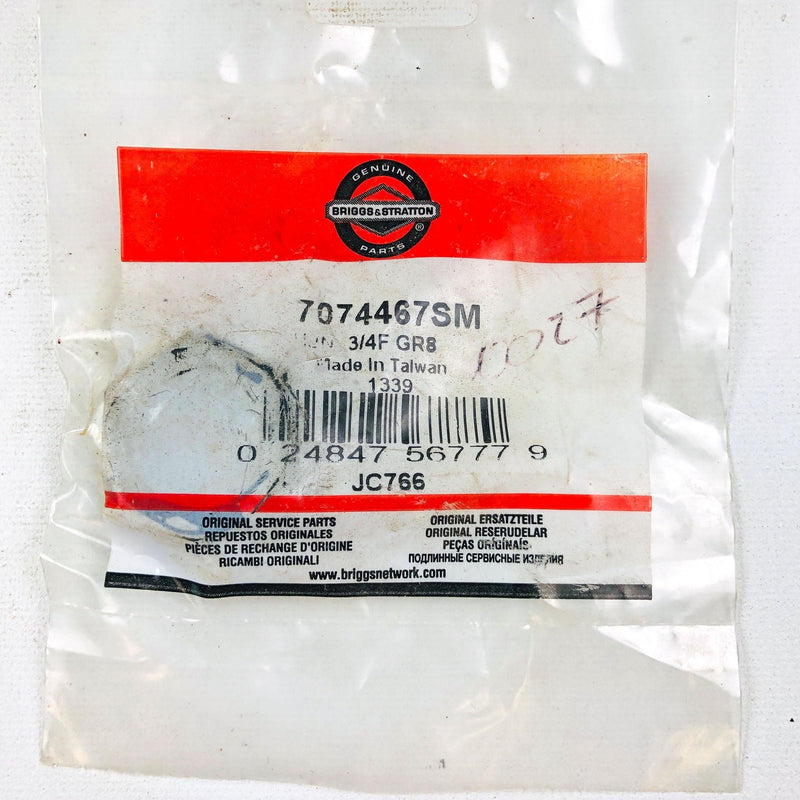 GENUINE
BRIGGS&STRATTON
PARTS
®
7074467SM
3/4F GR8
Made In Taiwan
1339
0 24847 56777 9
JC766
ORIGINAL SERVICE PARTS
REPUESTOS ORIGINALES
PIÈCES DE RECHANGE D'ORIGINE
RICAMBI ORIGINALI
ORIGINAL ERSATZTEILE
ORIGINAL RESERUDELAR
PEÇAS ORIGINAIS
ПОДЛИННЫЕ СЕРВИСНЫЕ ИЗДЕЛИЯ
www.briggsnetwork.com